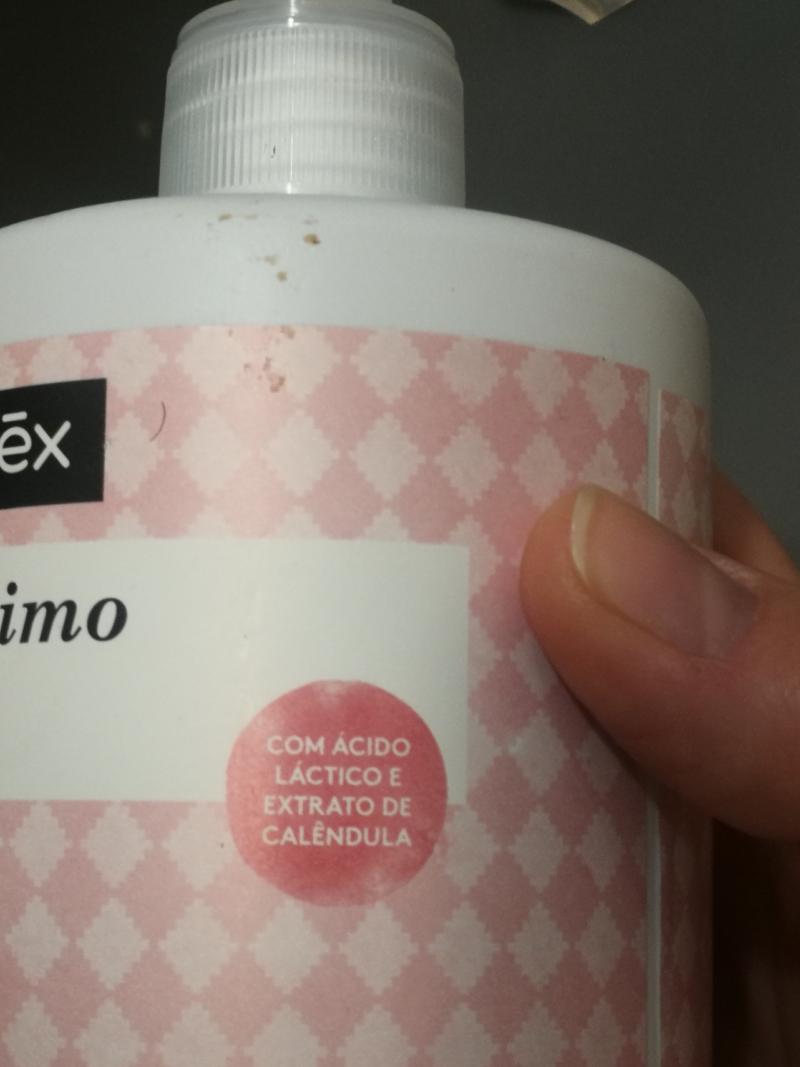 ēx
imo
COM ÁCIDO
LÁCTICO E
EXTRATO DE
CALÊNDULA